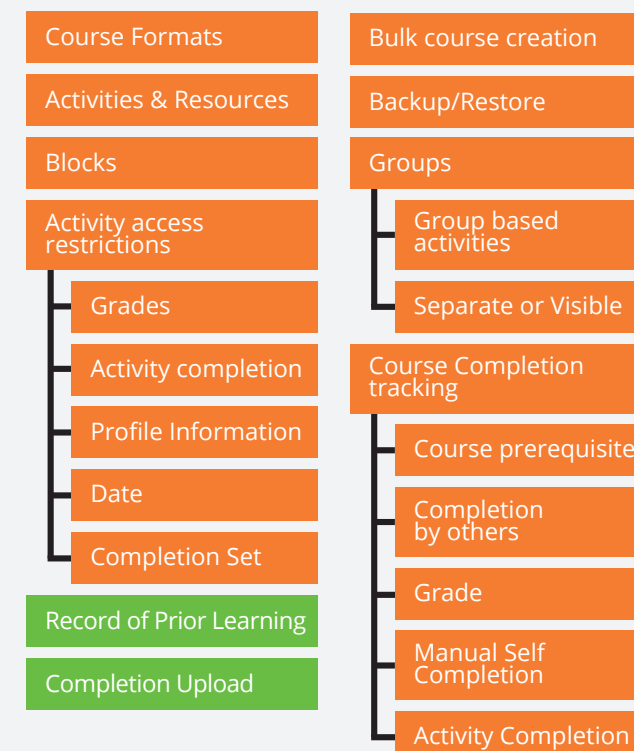 Course Formats
Activities & Resources
Blocks
Activity access
restrictions
Grades
Activity completion
Profile Information
Date
Completion Set
Record of Prior Learning
Completion Upload
Bulk course creation
Backup/Restore
Groups
Group based
activities
Separate or Visible
Course Completion
tracking
Course prerequisite
Completion
by others
Grade
Manual Self
Completion
Activity Completion